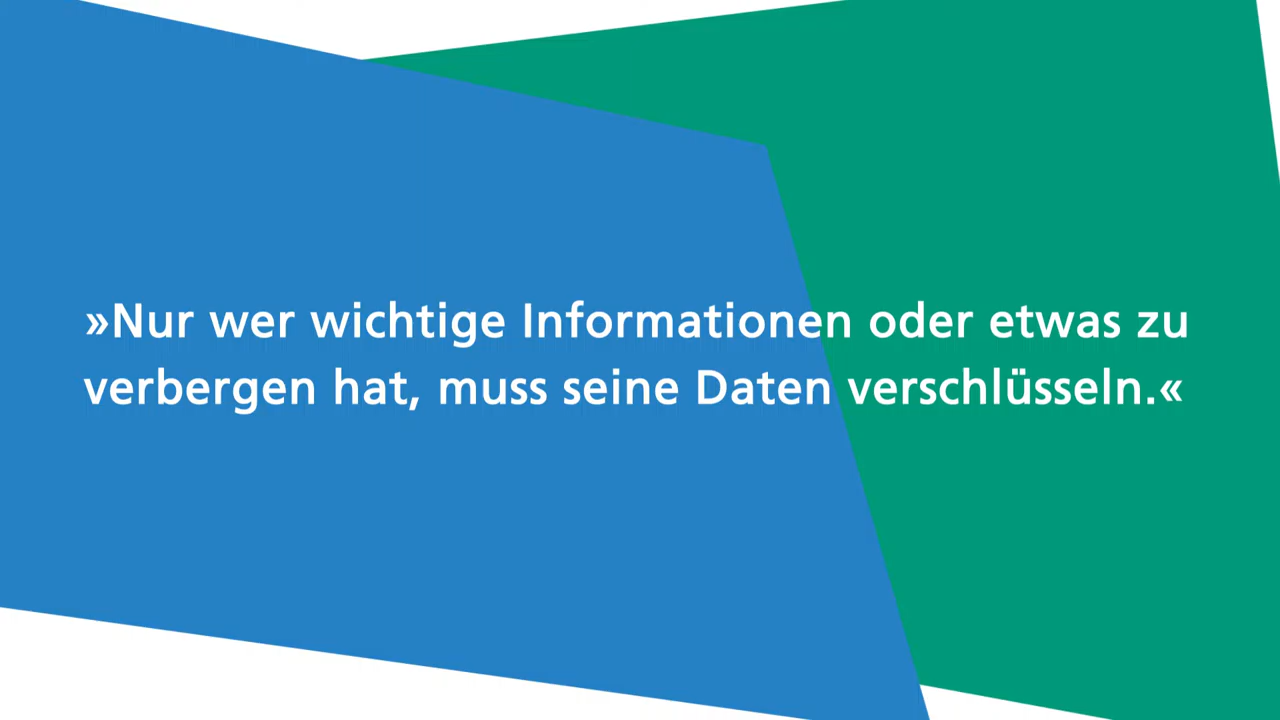 »Nur wer wichtige Informationen oder etwas zu
verbergen hat, muss seine Daten verschlüsseln.«